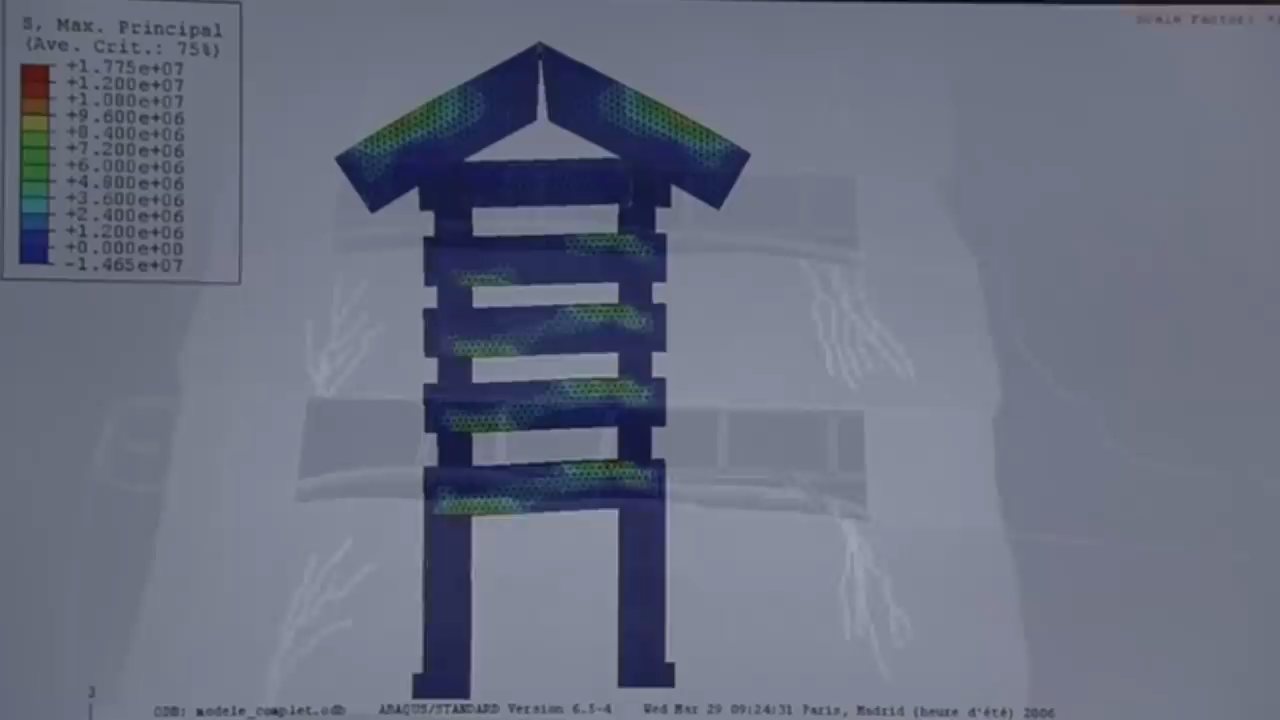 S, Max. Principal
(Ave. Crit.: 75%)
+1.775e+07
+1.200e+07
+1.080e+07
+9.600e+06
+8.400e+06
+7.200e+06
+6.000e+06
+4.800e+06
+3.600e+06
+2.400e+06
+1.200e+06
+0.000e+00
-1.465e+07
Scale Factor:
3
ODB: modele_complet.odb ABAQUS/STANDARD Version 6.5-4 Wed Mar 29 09:24:31 Paris, Madrid (heure d'été) 2006